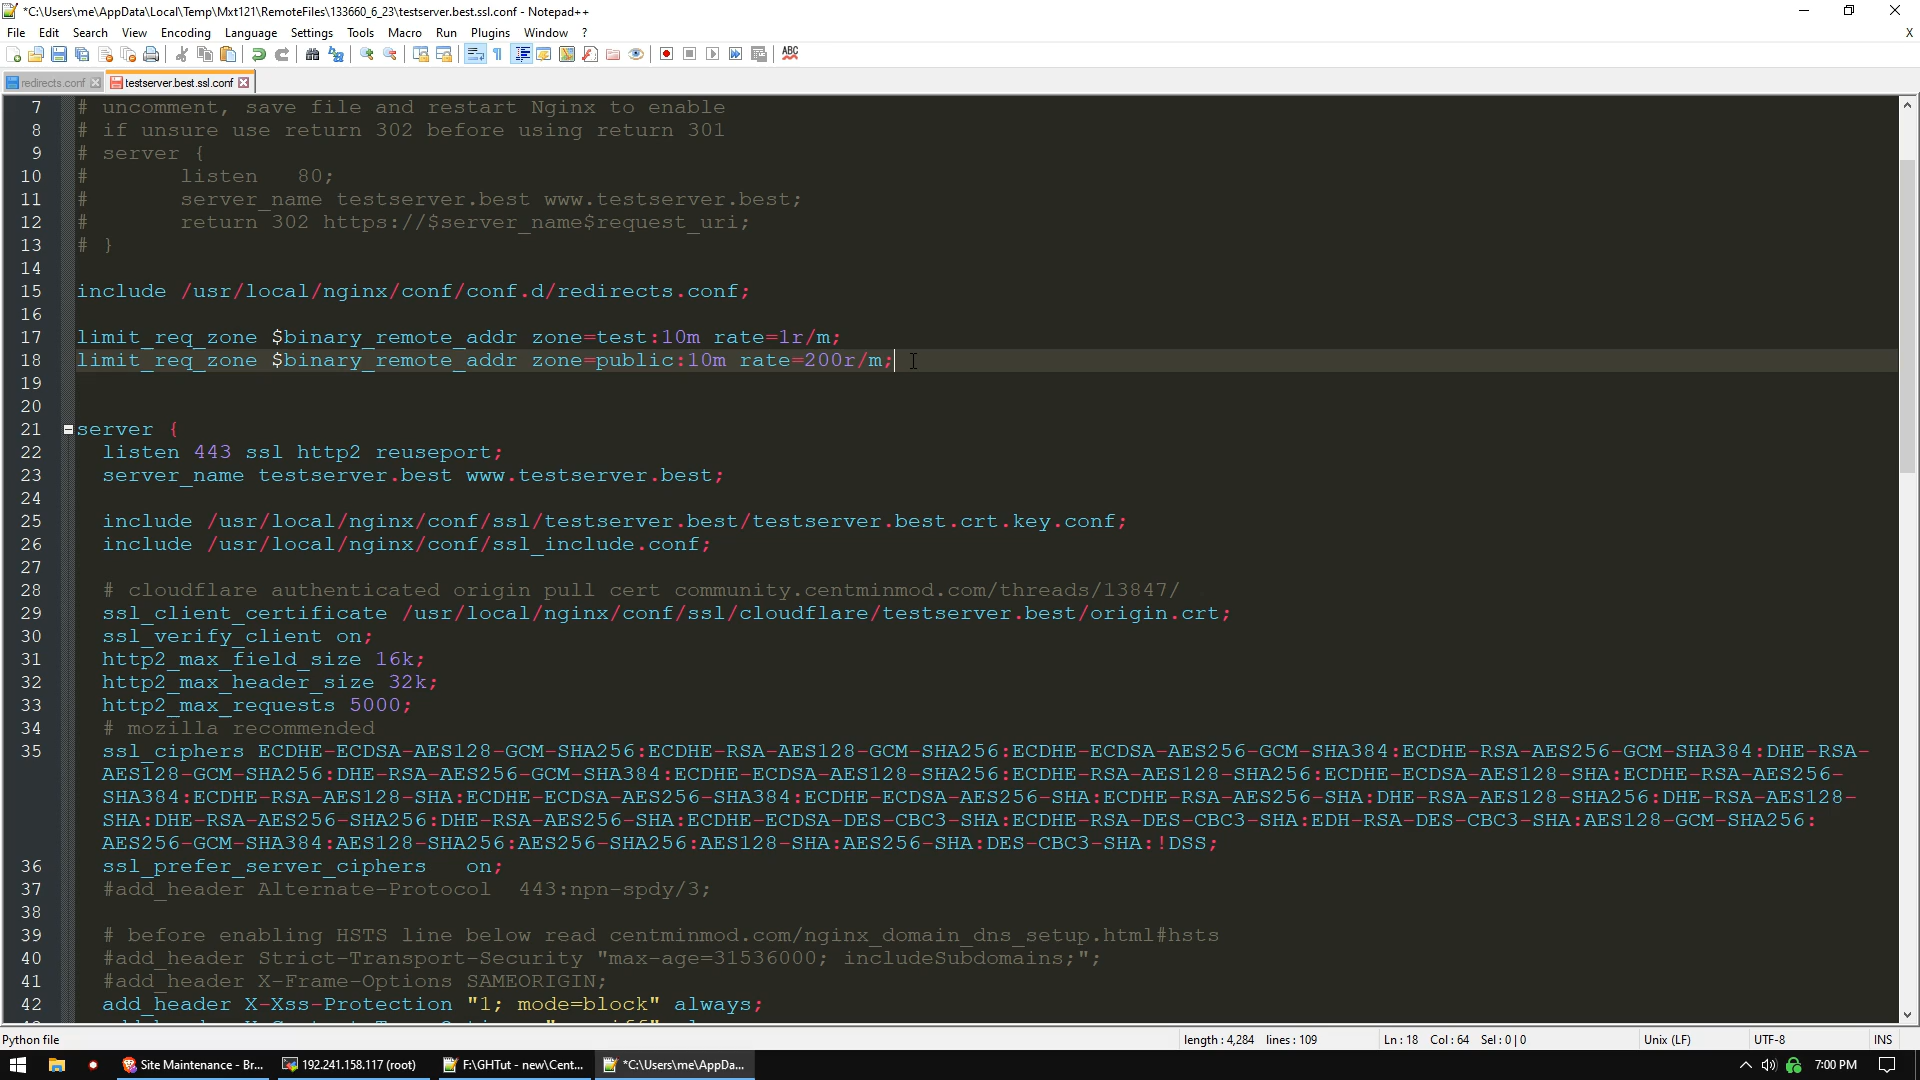 *C:\Users\me\AppData\Local\Temp\Mxt121\RemoteFiles\133660_6_23\testserver.best.ssl.conf - Notepad++
File Edit Search View Encoding Language Settings Tools Macro Run Plugins Window ? X
ABC
redirects.conf testserver.best.ssl.conf
7 # uncomment, save file and restart Nginx to enable
8 # if unsure use return 302 before using return 301
9 # server {
10 # listen 80;
11 # server_name testserver.best www.testserver.best;
12 # return 302 https://$server_name$request_uri;
13 # }
14
15 include /usr/local/nginx/conf/conf.d/redirects.conf;
16
17 limit_req_zone $binary_remote_addr zone=test:10m rate=1r/m;
18 limit_req_zone $binary_remote_addr zone=public:10m rate=200r/m;
19
20
21 server {
22 listen 443 ssl http2 reuseport;
23 server_name testserver.best www.testserver.best;
24
25 include /usr/local/nginx/conf/ssl/testserver.best/testserver.best.crt.key.conf;
26 include /usr/local/nginx/conf/ssl_include.conf;
27
28 # cloudflare authenticated origin pull cert community.centminmod.com/threads/13847/
29 ssl_client_certificate /usr/local/nginx/conf/ssl/cloudflare/testserver.best/origin.crt;
30 ssl_verify_client on;
31 http2_max_field_size 16k;
32 http2_max_header_size 32k;
33 http2_max_requests 5000;
34 # mozilla recommended
35 ssl_ciphers ECDHE-ECDSA-AES128-GCM-SHA256:ECDHE-RSA-AES128-GCM-SHA256:ECDHE-ECDSA-AES256-GCM-SHA384:ECDHE-RSA-AES256-GCM-SHA384:DHE-RSA-
AES128-GCM-SHA256:DHE-RSA-AES256-GCM-SHA384:ECDHE-ECDSA-AES128-SHA256:ECDHE-RSA-AES128-SHA256:ECDHE-ECDSA-AES128-SHA:ECDHE-RSA-AES256-
SHA384:ECDHE-RSA-AES128-SHA:ECDHE-ECDSA-AES256-SHA384:ECDHE-ECDSA-AES256-SHA:ECDHE-RSA-AES256-SHA:DHE-RSA-AES128-SHA256:DHE-RSA-AES128-
SHA:DHE-RSA-AES256-SHA256:DHE-RSA-AES256-SHA:ECDHE-ECDSA-DES-CBC3-SHA:ECDHE-RSA-DES-CBC3-SHA:EDH-RSA-DES-CBC3-SHA:AES128-GCM-SHA256:
AES256-GCM-SHA384:AES128-SHA256:AES256-SHA256:AES128-SHA:AES256-SHA:DES-CBC3-SHA:!DSS;
36 ssl_prefer_server_ciphers on;
37 #add_header Alternate-Protocol 443:npn-spdy/3;
38
39 # before enabling HSTS line below read centminmod.com/nginx_domain_dns_setup.html#hsts
40 #add_header Strict-Transport-Security "max-age=31536000; includeSubdomains;";
41 #add_header X-Frame-Options SAMEORIGIN;
42 add_header X-Xss-Protection "1; mode=block" always;
Python file length : 4,284 lines : 109 Ln : 18 Col : 64 Sel : 0 | 0 Unix (LF) UTF-8 INS
Site Maintenance - Br... 192.241.158.117 (root) F:\GHTut - new\Cent... *C:\Users\me\AppDa... 7:00 PM